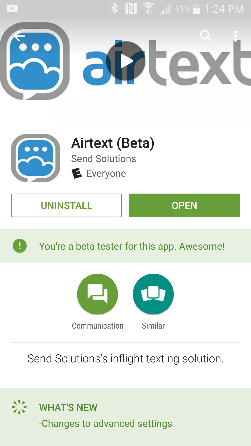 61% 1:24 PM
airtext
Airtext (Beta)
Send Solutions
E Everyone
UNINSTALL
OPEN
You're a beta tester for this app. Awesome!
Communication
Similar
Send Solutions's inflight texting solution.
WHAT'S NEW
-Changes to advanced settings